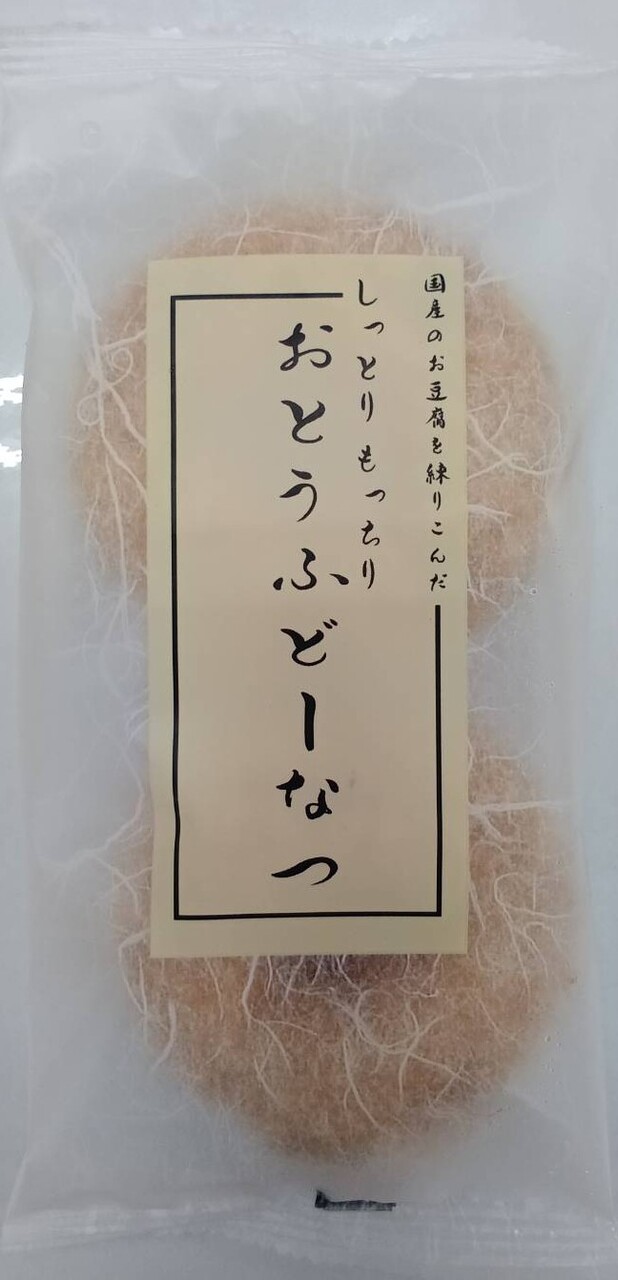 国産のお豆腐を練りこんだ
しっとりもっちり
おとうふどーなつ